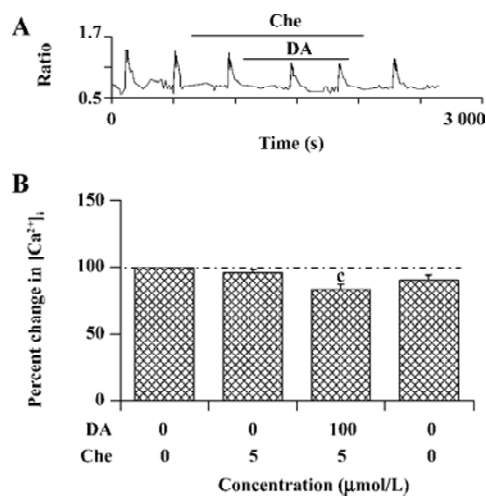 A
Che
1.7
DA
Ratio
0.5
0
3 000
Time (s)
B
150
c
100
50
0
Percent change in [Ca²⁺]i
DA 0 0 100 0
Che 0 5 5 0
Concentration (μmol/L)